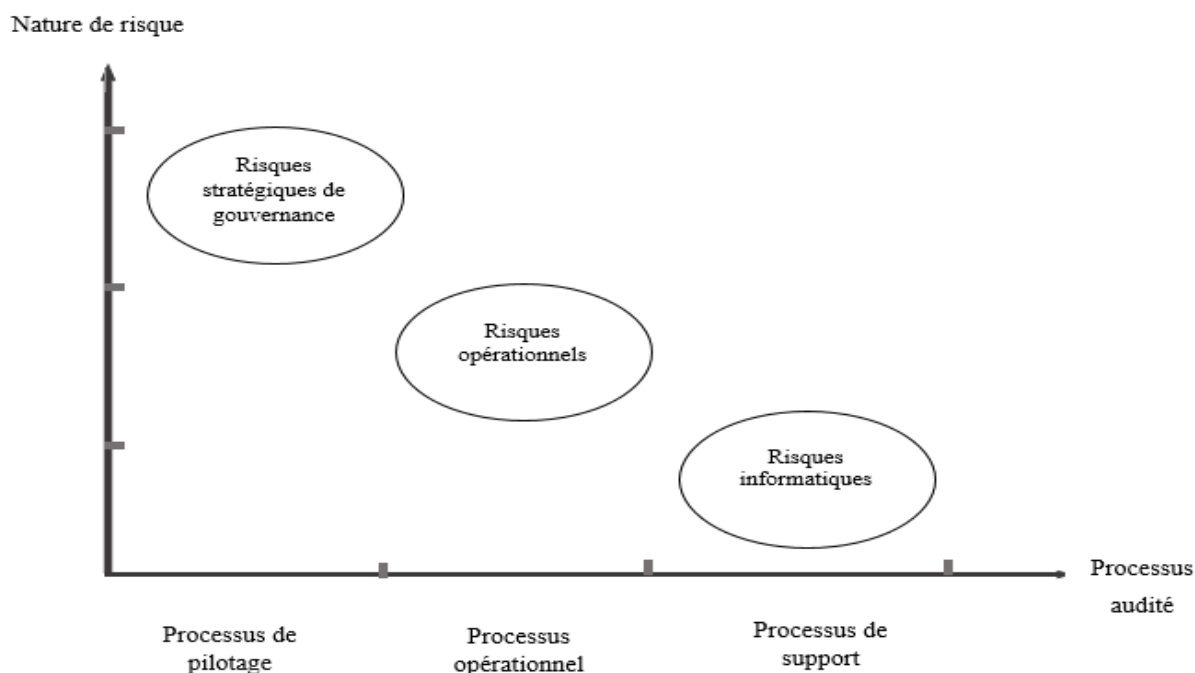 Nature de risque
Risques
stratégiques de
gouvernance
Risques
opérationnels
Risques
informatiques
Processus
audité
Processus de
pilotage
Processus
opérationnel
Processus de
support